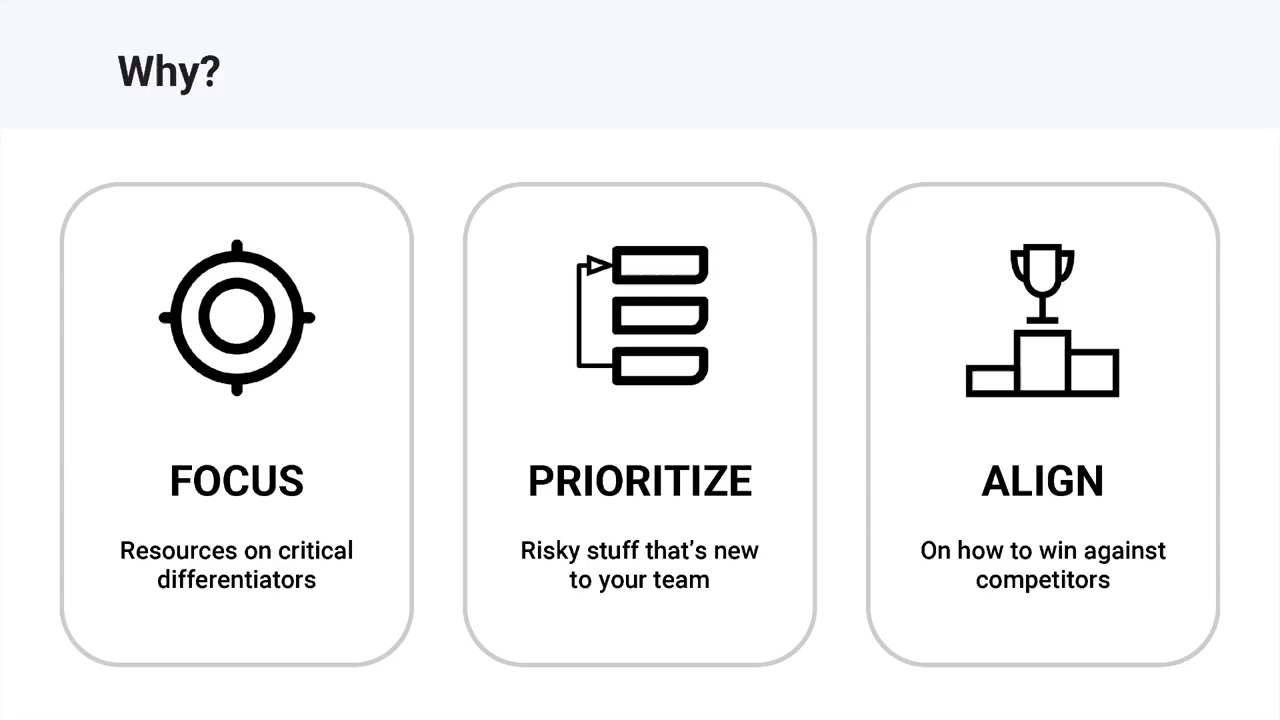 Why?
FOCUS
Resources on critical
differentiators
PRIORITIZE
Risky stuff that’s new
to your team
ALIGN
On how to win against
competitors